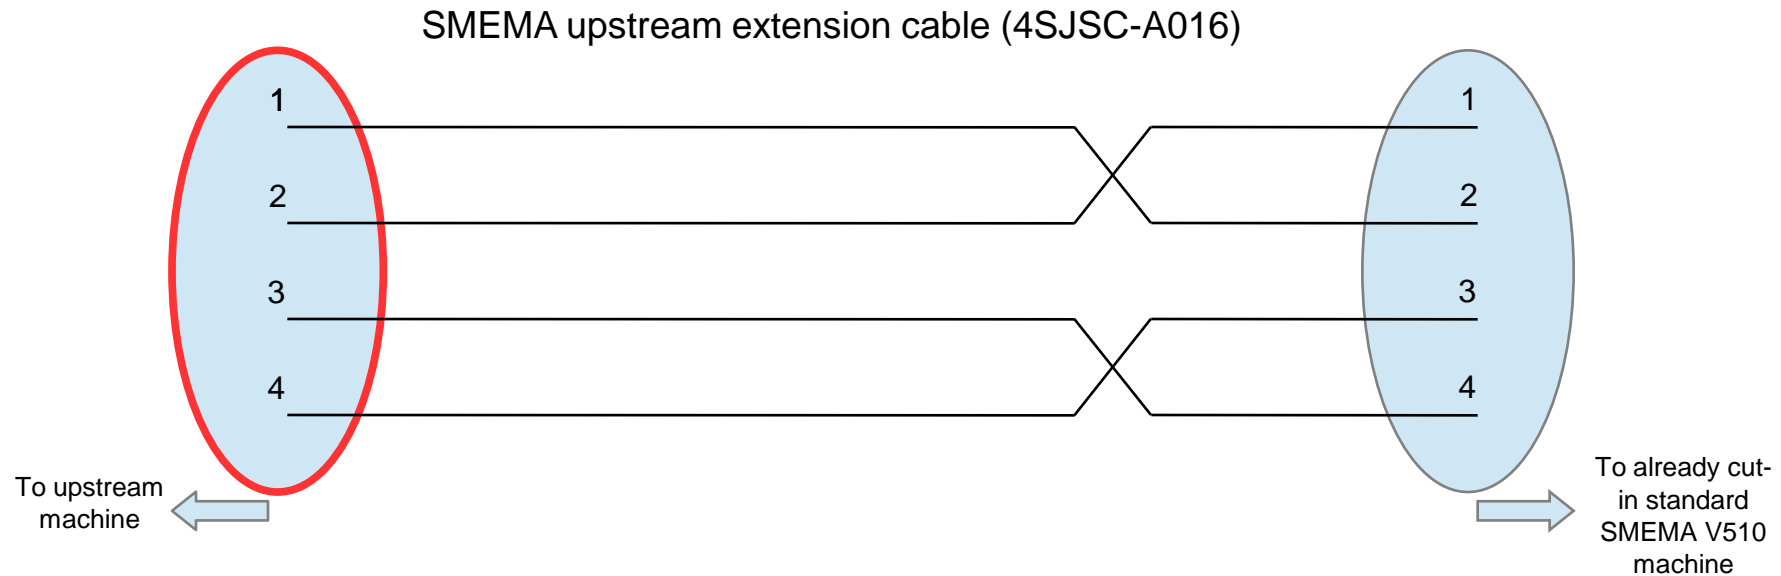 SMEMA upstream extension cable (4SJSC-A016)
1
1
2
2
3
3
4
4
To upstream
machine
To already cut-
in standard
SMEMA V510
machine